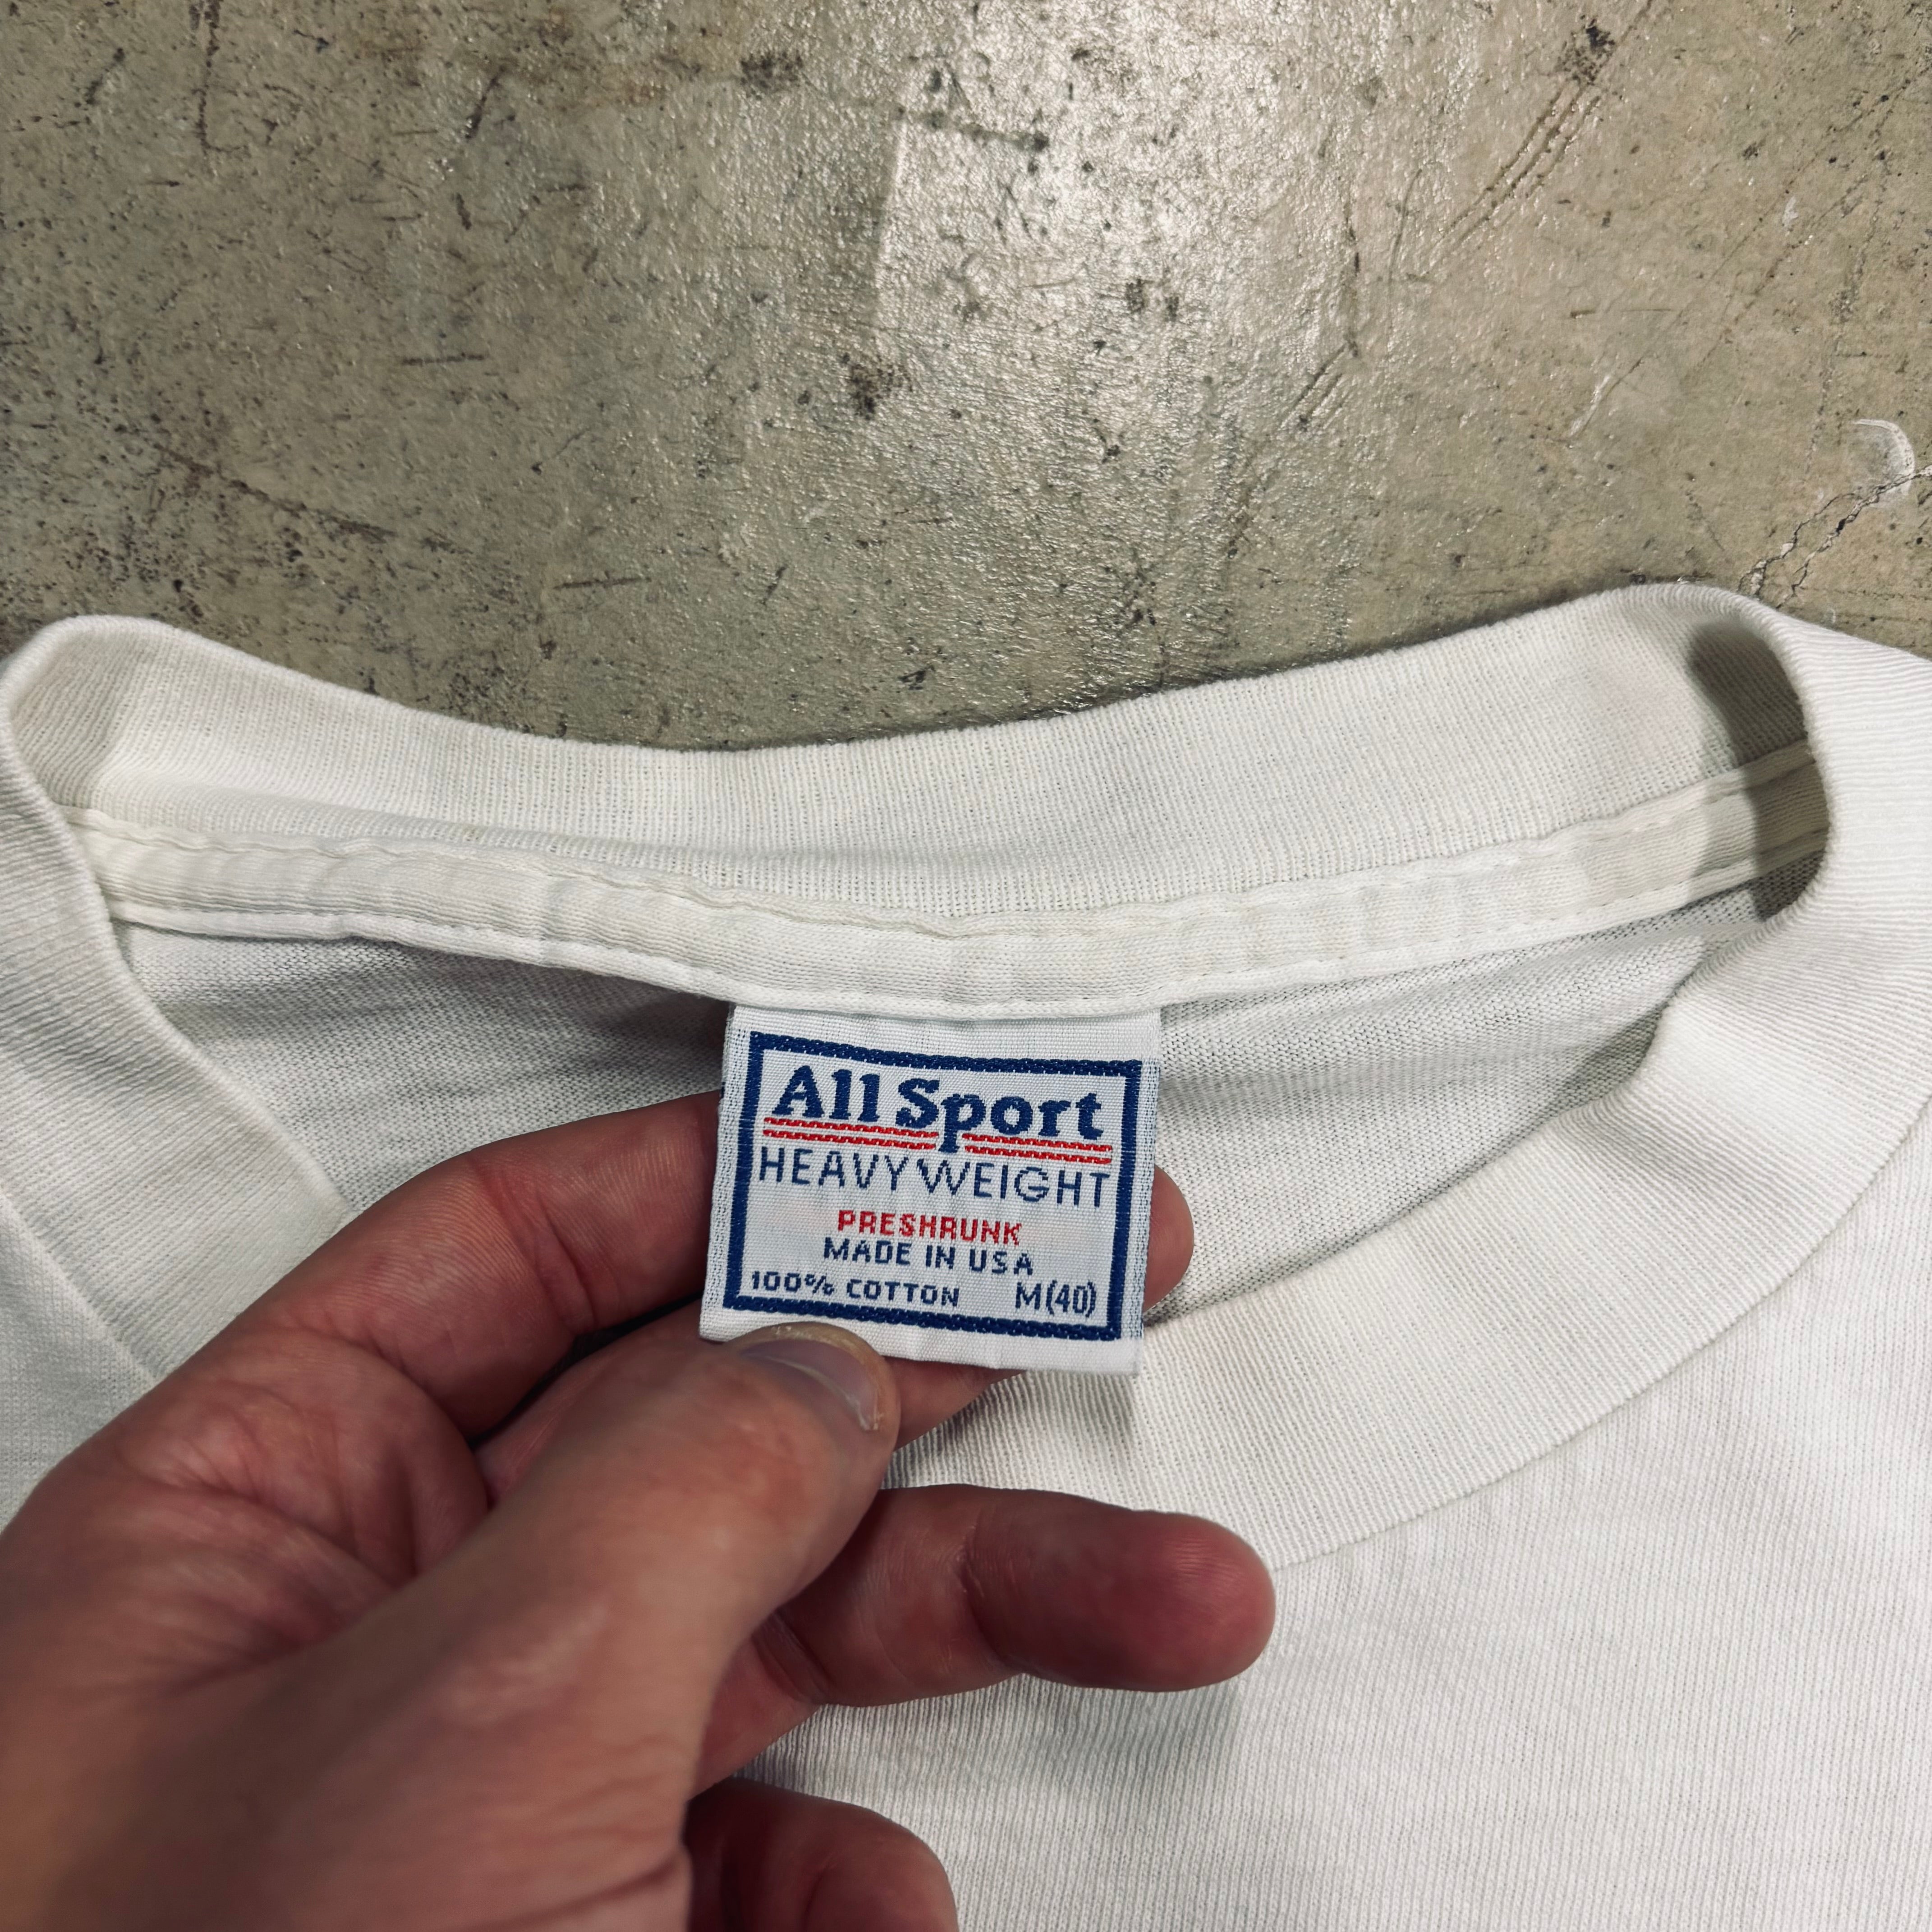 All Sport
HEAVYWEIGHT
PRESHRUNK
MADE IN USA
100% COTTON M(40)